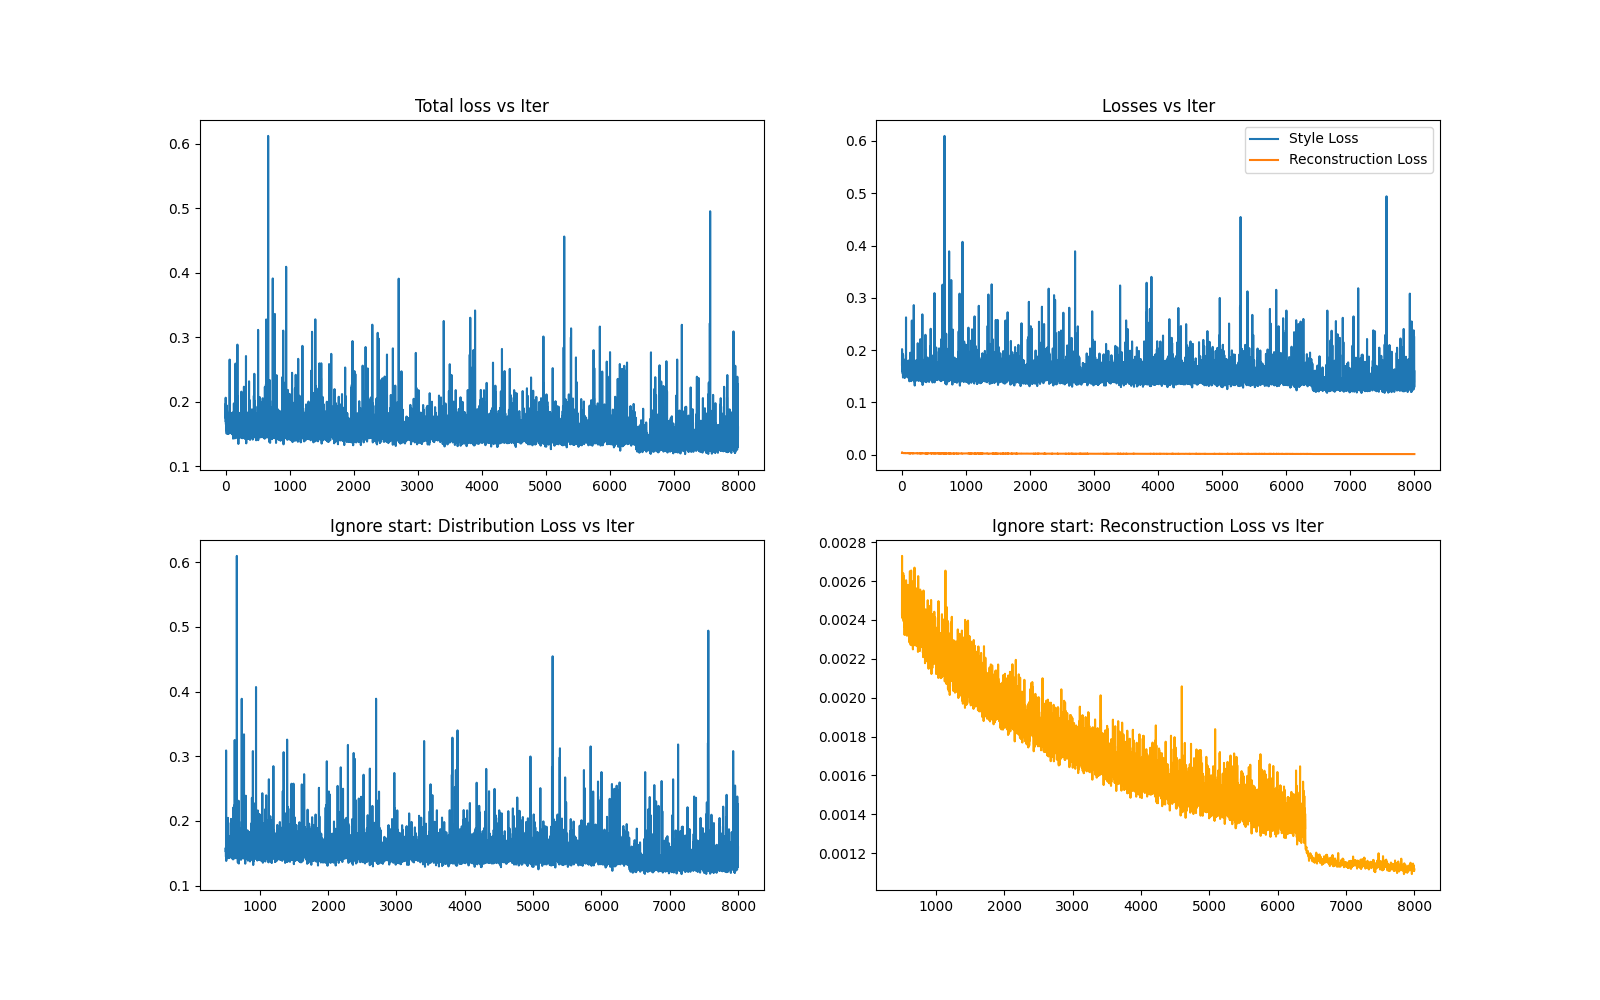 Total loss vs Iter
0.6
0.5
0.4
0.3
0.2
0.1
0 1000 2000 3000 4000 5000 6000 7000 8000
Losses vs Iter
Style Loss
Reconstruction Loss
0.6
0.5
0.4
0.3
0.2
0.1
0.0
0 1000 2000 3000 4000 5000 6000 7000 8000
Ignore start: Distribution Loss vs Iter
0.6
0.5
0.4
0.3
0.2
0.1
1000 2000 3000 4000 5000 6000 7000 8000
Ignore start: Reconstruction Loss vs Iter
0.0028
0.0026
0.0024
0.0022
0.0020
0.0018
0.0016
0.0014
0.0012
1000 2000 3000 4000 5000 6000 7000 8000